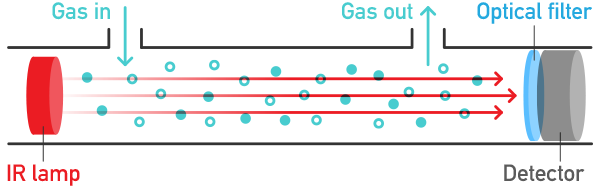 Gas in
Gas out
Optical filter
IR lamp
Detector